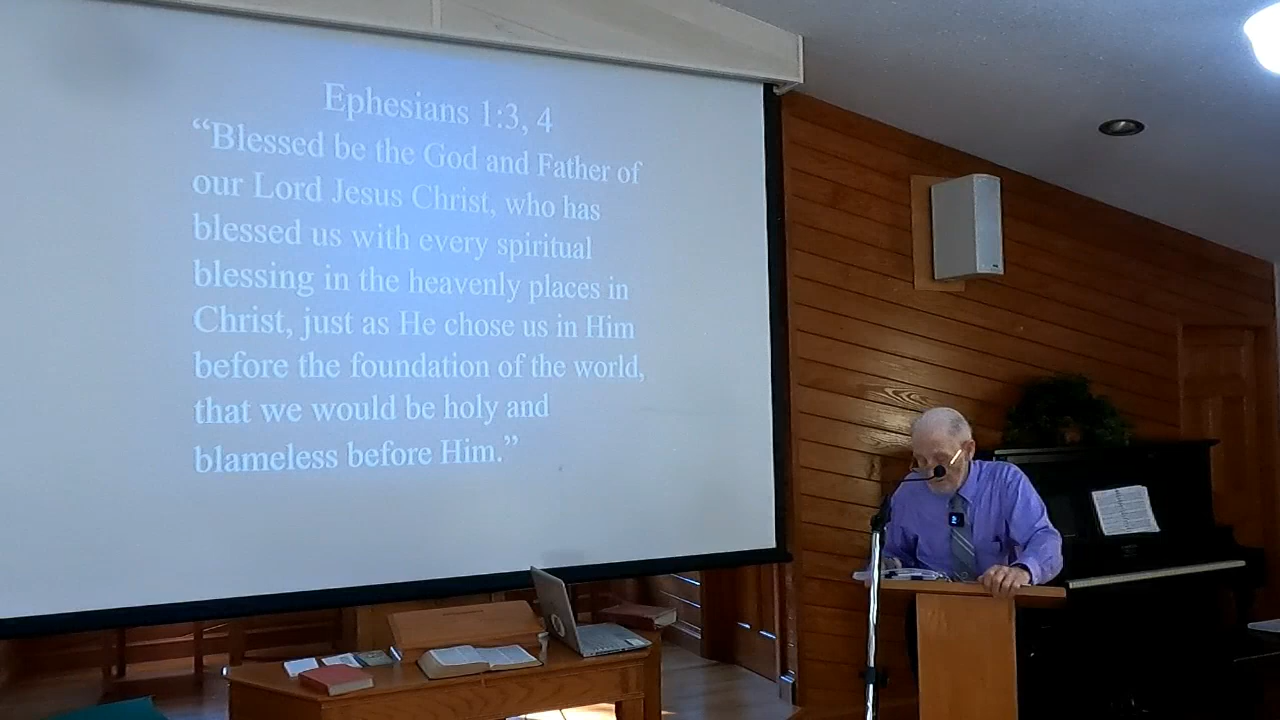 Ephesians 1:3, 4
“Blessed be the God and Father of
our Lord Jesus Christ, who has
blessed us with every spiritual
blessing in the heavenly places in
Christ, just as He chose us in Him
before the foundation of the world,
that we would be holy and
blameless before Him.”